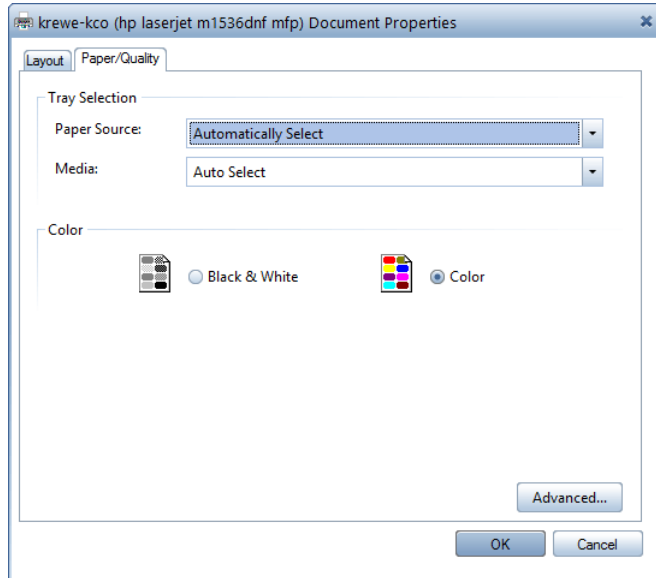 krewe-kco (hp laserjet m1536dnf mfp) Document Properties
Layout Paper/Quality
Tray Selection
Paper Source: Automatically Select
Media: Auto Select
Color
Black & White Color
Advanced...
OK Cancel